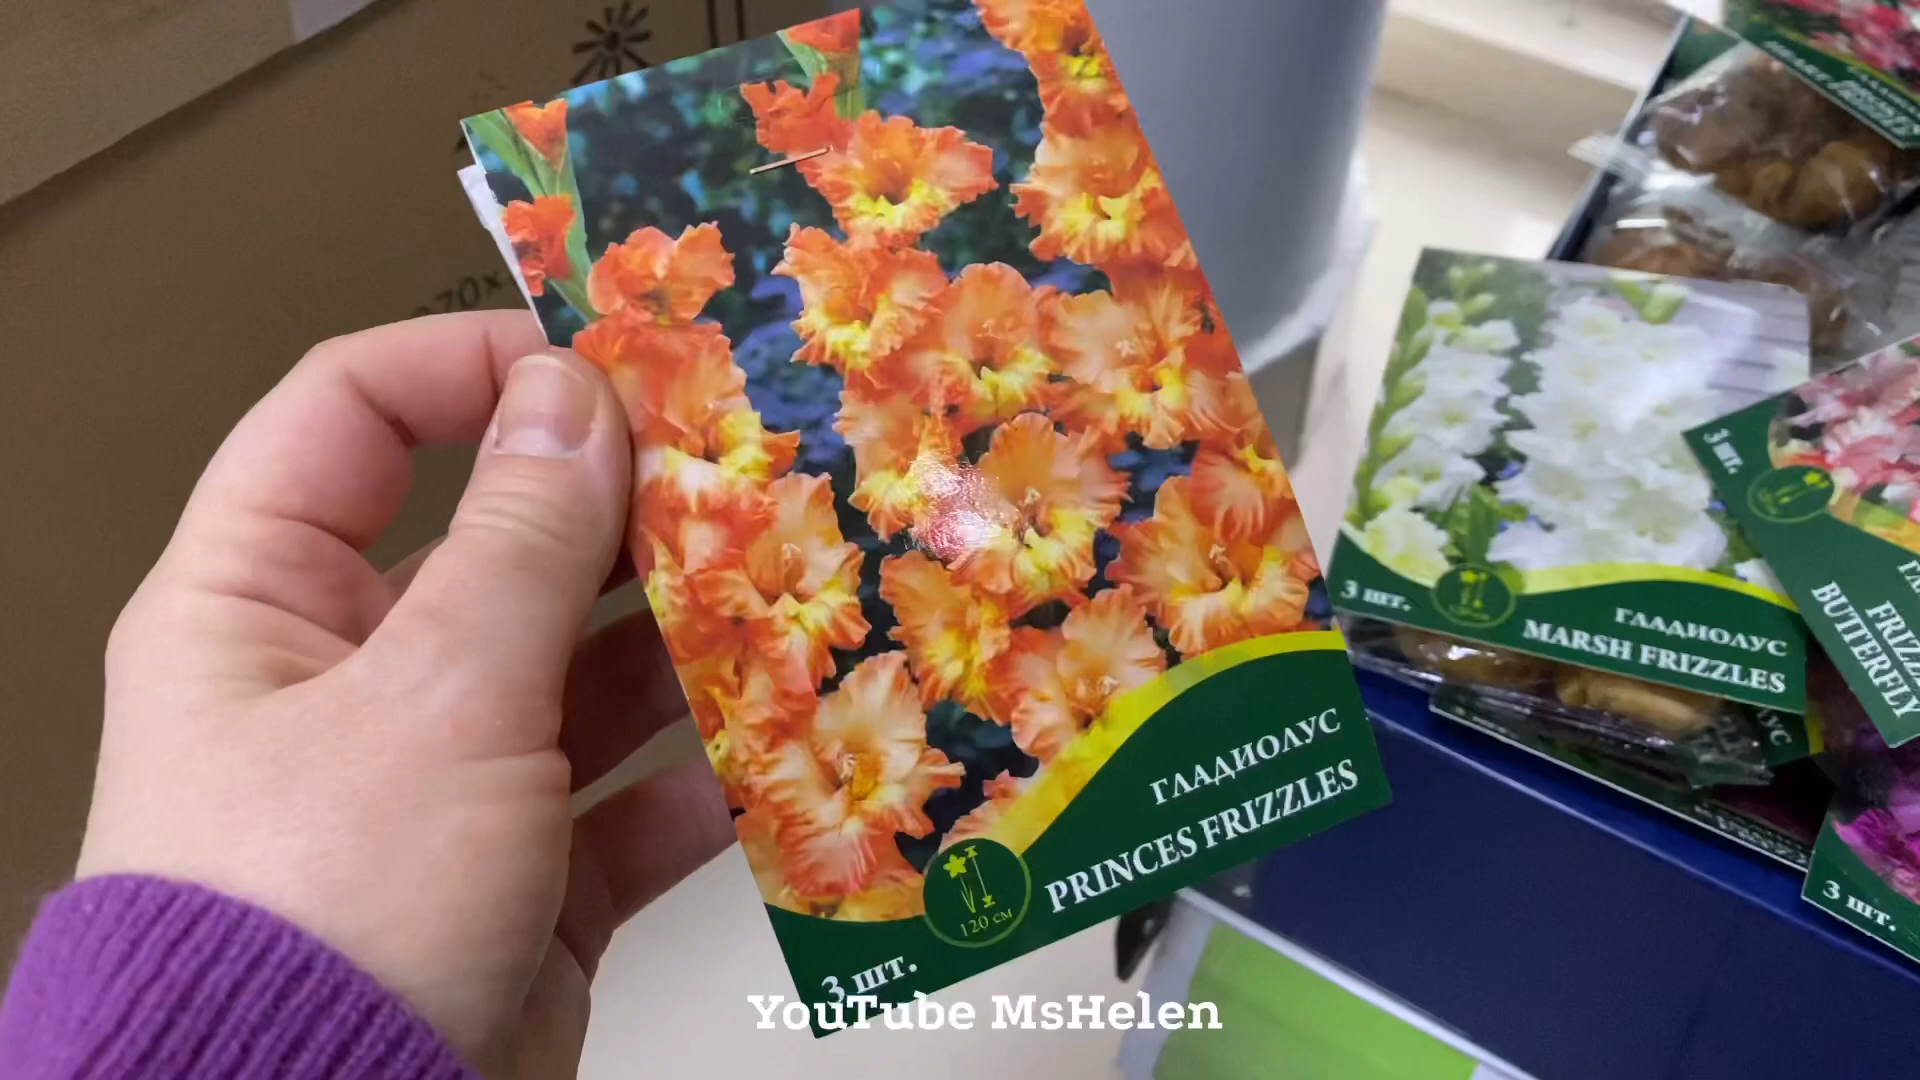 ГЛАДИОЛУС
PRINCES FRIZZLES
120 см
3 шт.
YouTube MsHelen
3 шт.
ГЛАДИОЛУС
MARSH FRIZZLES
3 шт.
BUTTERFLY
3 шт.